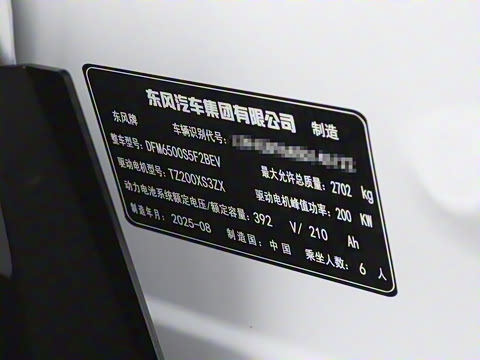 东风汽车集团有限公司 制造
东风牌 车辆识别代号:
整车型号: DFM6500S5F2BEV 最大允许总质量: 2702 kg
驱动电机型号: TZ200XS3ZX 驱动电机峰值功率: 200 KW
动力电池系统额定电压/额定容量: 392 V/ 210 Ah
制造年月: 2025-08 制造国: 中国 乘坐人数: 6 人